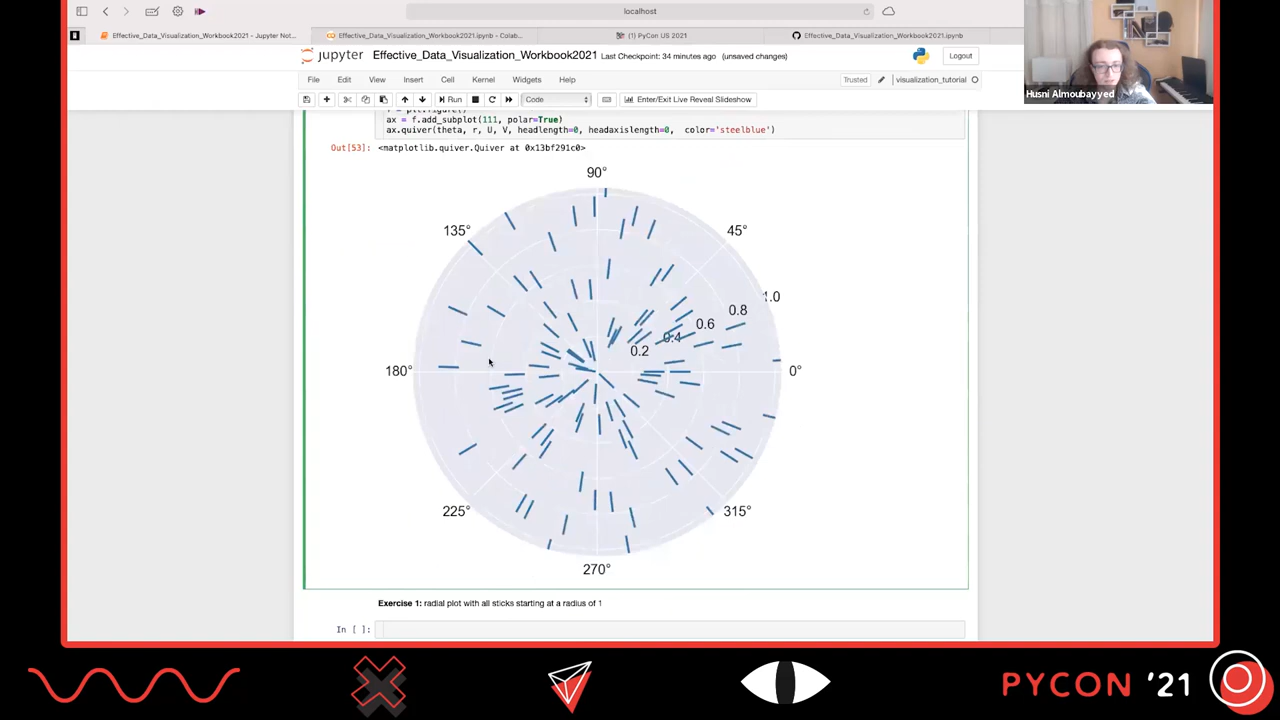 localhost
Effective_Data_Visualization_Workbook2021 - Jupyter Not...
Effective_Data_Visualization_Workbook2021.ipynb - Colab...
(1) PyCon US 2021
Effective_Data_Visualization_Workbook2021.ipynb
jupyter Effective_Data_Visualization_Workbook2021 Last Checkpoint: 34 minutes ago (unsaved changes)
Logout
Husni Almoubayyed
File Edit View Insert Cell Kernel Widgets Help
Trusted
visualization_tutorial
Run
Code
Enter/Exit Live Reveal Slideshow
ax = f.add_subplot(111, polar=True)
ax.quiver(theta, r, U, V, headlength=0, headaxislength=0, color='steelblue')
Out[53]: <matplotlib.quiver.Quiver at 0x13bf291c0>
90°
135°
45°
1.0
0.8
0.6
0.4
0.2
180°
0°
225°
315°
270°
Exercise 1: radial plot with all sticks starting at a radius of 1
In [ ]:
PYCON '21